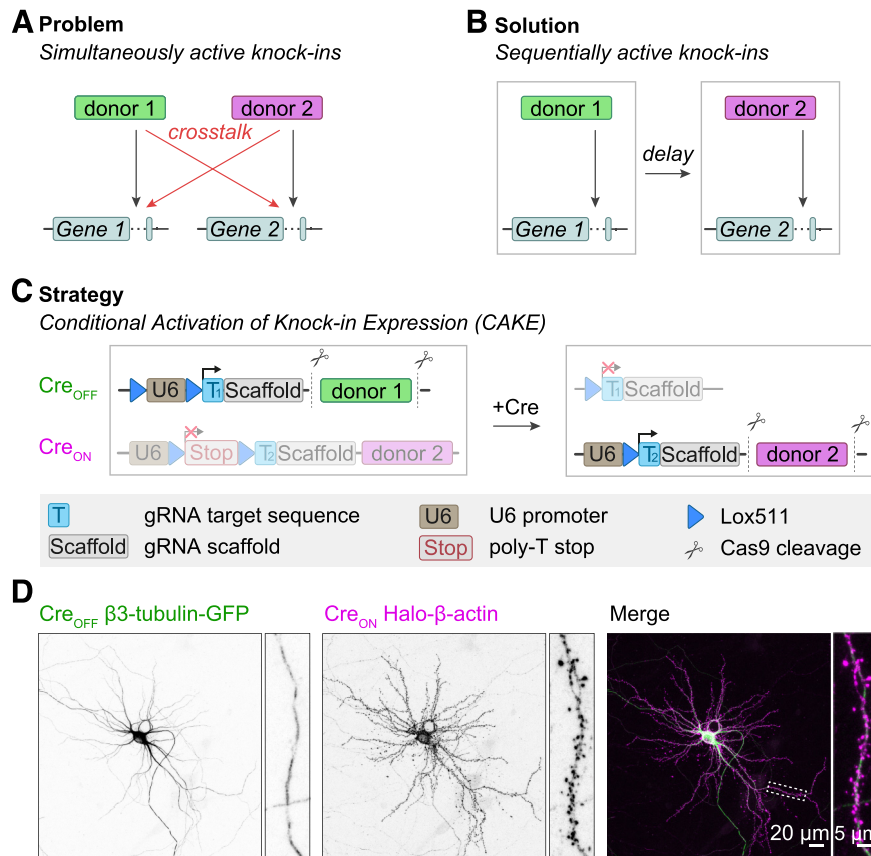 A Problem
Simultaneously active knock-ins
donor 1
donor 2
crosstalk
Gene 1
Gene 2
B Solution
Sequentially active knock-ins
donor 1
delay
donor 2
Gene 1
Gene 2
C Strategy
Conditional Activation of Knock-in Expression (CAKE)
CreOFF
U6
T1
Scaffold
donor 1
CreON
U6
Stop
T2
Scaffold
donor 2
+Cre
T1
Scaffold
U6
T2
Scaffold
donor 2
T gRNA target sequence
U6 U6 promoter
Lox511
Scaffold gRNA scaffold
Stop poly-T stop
Cas9 cleavage
D
CreOFF β3-tubulin-GFP
CreON Halo-β-actin
Merge
20 μm
5 μm